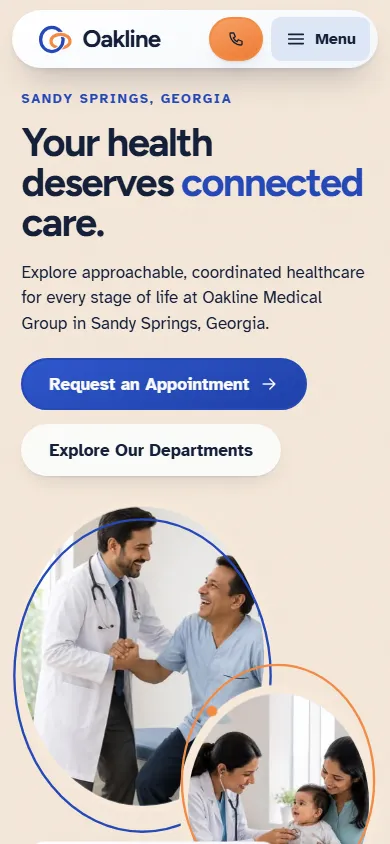 Oakline
Menu
SANDY SPRINGS, GEORGIA
Your health
deserves connected
care.
Explore approachable, coordinated healthcare
for every stage of life at Oakline Medical
Group in Sandy Springs, Georgia.
Request an Appointment →
Explore Our Departments